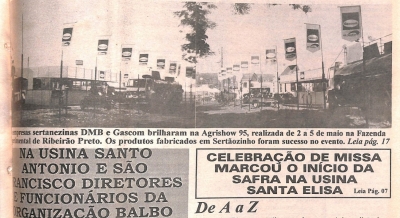 empresas sertanezinas DMB e Gascom brilharam na Agrishow 95, realizada de 2 a 5 de maio na Fazenda
de Ribeirão Preto. Os produtos fabricados em Sertãozinho foram sucesso no evento. Leia pág. 17
NA USINA SANTO
ANTONIO E SÃO
FRANCISCO DIRETORES
E FUNCIONÁRIOS DA
ORGANIZAÇÃO BALBO
CELEBRAÇÃO DE MISSA
MARCOU O INÍCIO DA
SAFRA NA USINA
SANTA ELISA
Leia Pág. 07
De A a Z